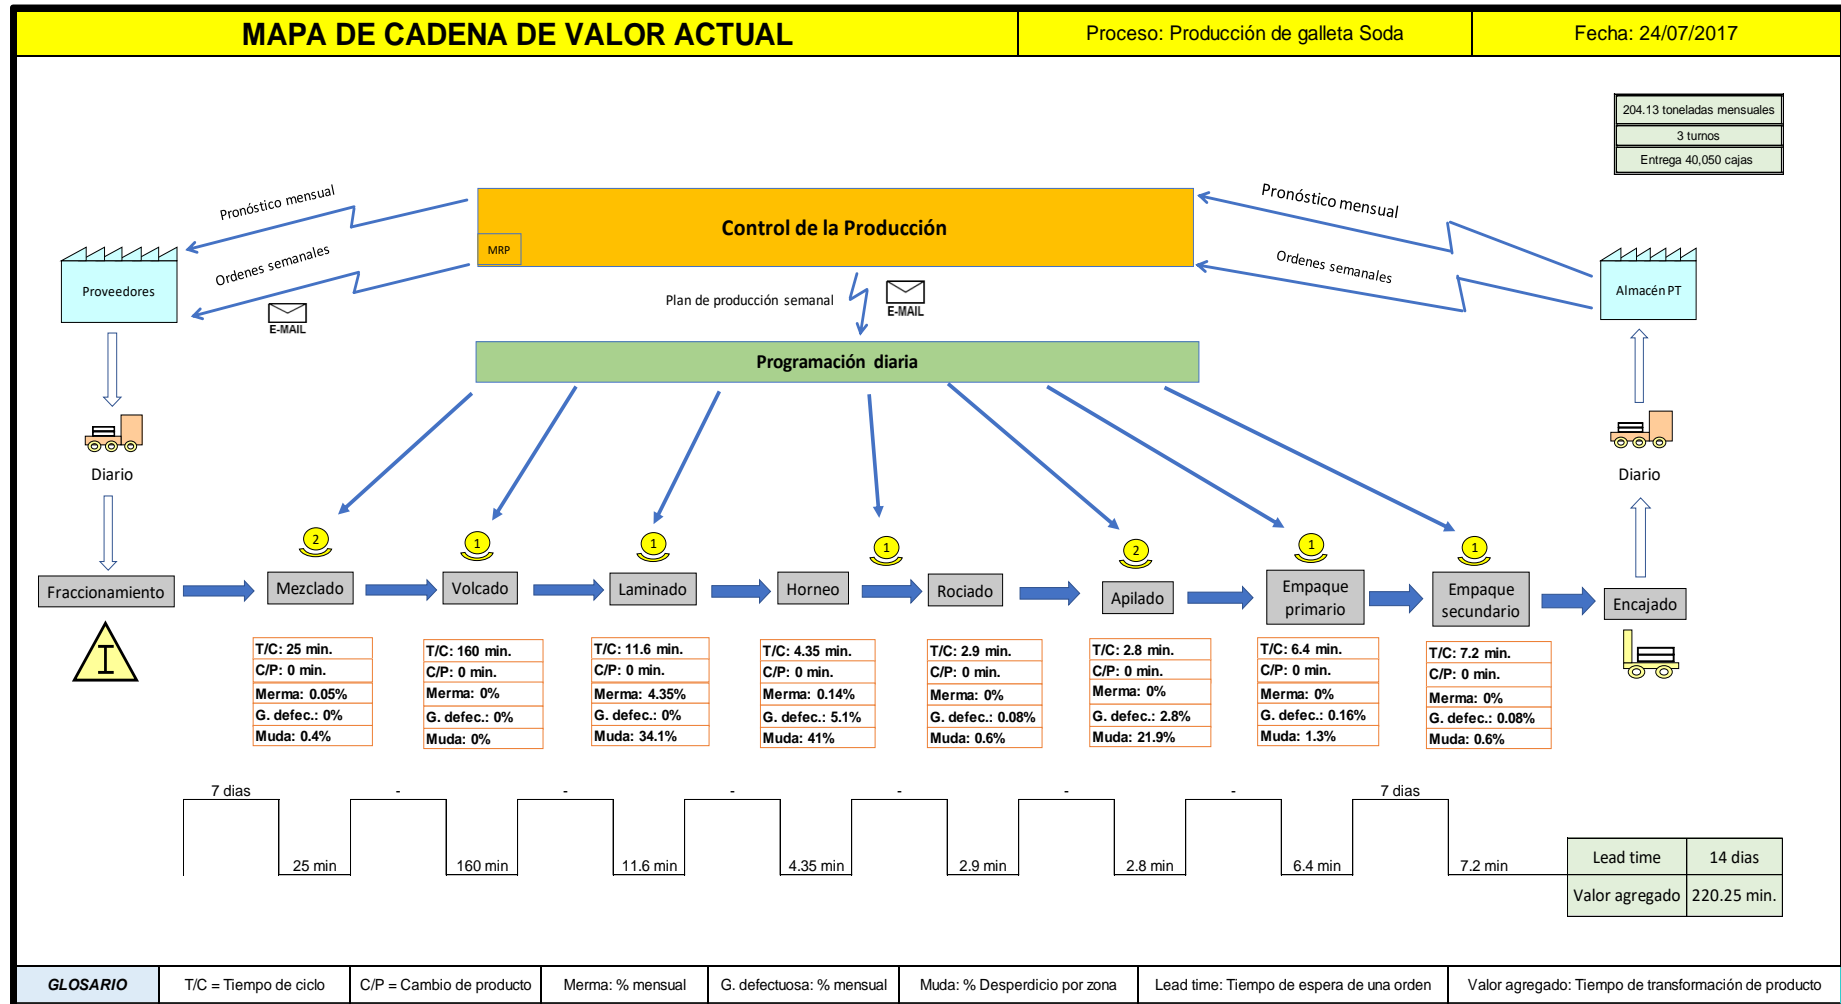 MAPA DE CADENA DE VALOR ACTUAL
Proceso: Producción de galleta Soda
Fecha: 24/07/2017
204.13 toneladas mensuales
3 turnos
Entrega 40,050 cajas
Pronóstico mensual
Ordenes semanales
E-MAIL
Proveedores
Control de la Producción
MRP
Plan de producción semanal
E-MAIL
Pronóstico mensual
Ordenes semanales
Almacén PT
Programación diaria
Diario
Diario
2
1
1
1
2
1
1
Fraccionamiento
Mezclado
Volcado
Laminado
Horneo
Rociado
Apilado
Empaque
primario
Empaque
secundario
Encajado
I
T/C: 25 min.
C/P: 0 min.
Merma: 0.05%
G. defec.: 0%
Muda: 0.4%
T/C: 160 min.
C/P: 0 min.
Merma: 0%
G. defec.: 0%
Muda: 0%
T/C: 11.6 min.
C/P: 0 min.
Merma: 4.35%
G. defec.: 0%
Muda: 34.1%
T/C: 4.35 min.
C/P: 0 min.
Merma: 0.14%
G. defec.: 5.1%
Muda: 41%
T/C: 2.9 min.
C/P: 0 min.
Merma: 0%
G. defec.: 0.08%
Muda: 0.6%
T/C: 2.8 min.
C/P: 0 min.
Merma: 0%
G. defec.: 2.8%
Muda: 21.9%
T/C: 6.4 min.
C/P: 0 min.
Merma: 0%
G. defec.: 0.16%
Muda: 1.3%
T/C: 7.2 min.
C/P: 0 min.
Merma: 0%
G. defec.: 0.08%
Muda: 0.6%
7 dias
-
-
-
-
-
-
7 dias
25 min
160 min
11.6 min
4.35 min
2.9 min
2.8 min
6.4 min
7.2 min
Lead time
14 dias
Valor agregado
220.25 min.
GLOSARIO
T/C = Tiempo de ciclo
C/P = Cambio de producto
Merma: % mensual
G. defectuosa: % mensual
Muda: % Desperdicio por zona
Lead time: Tiempo de espera de una orden
Valor agregado: Tiempo de transformación de producto